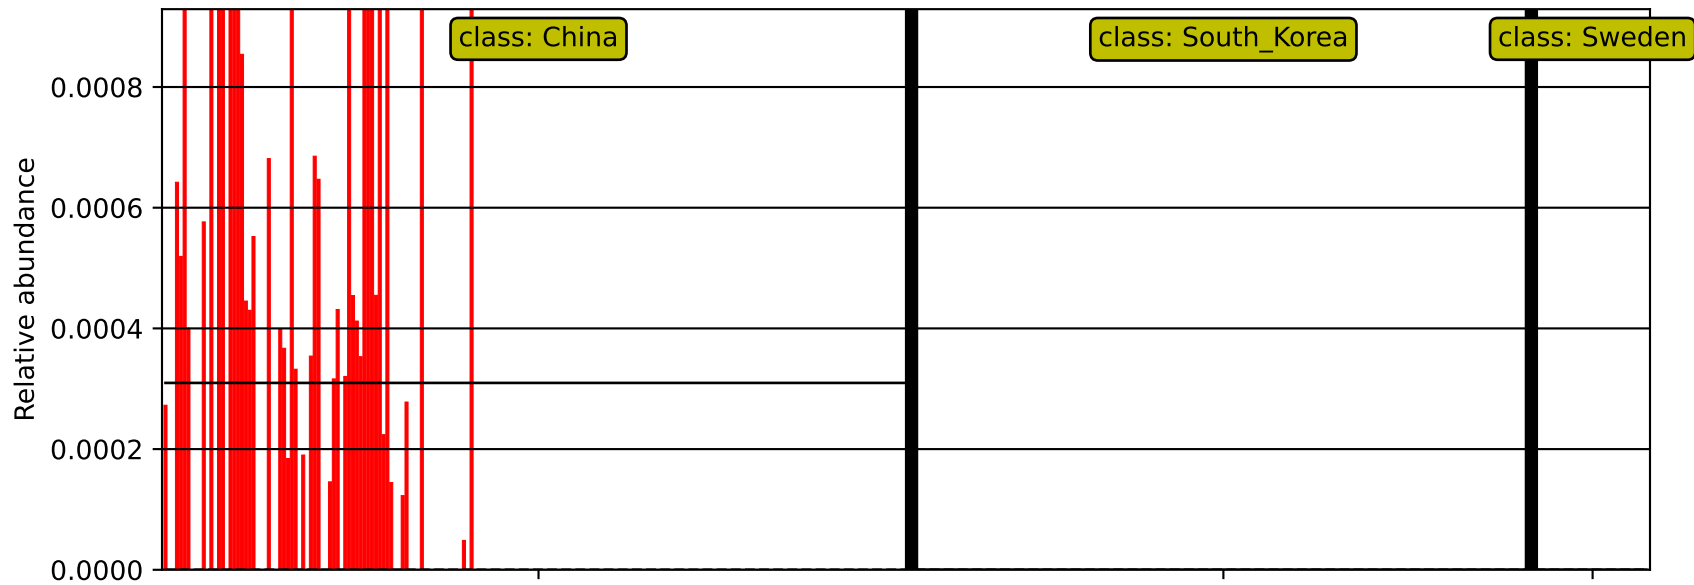 class: China
class: South_Korea
class: Sweden
Relative abundance
0.0008
0.0006
0.0004
0.0002
0.0000